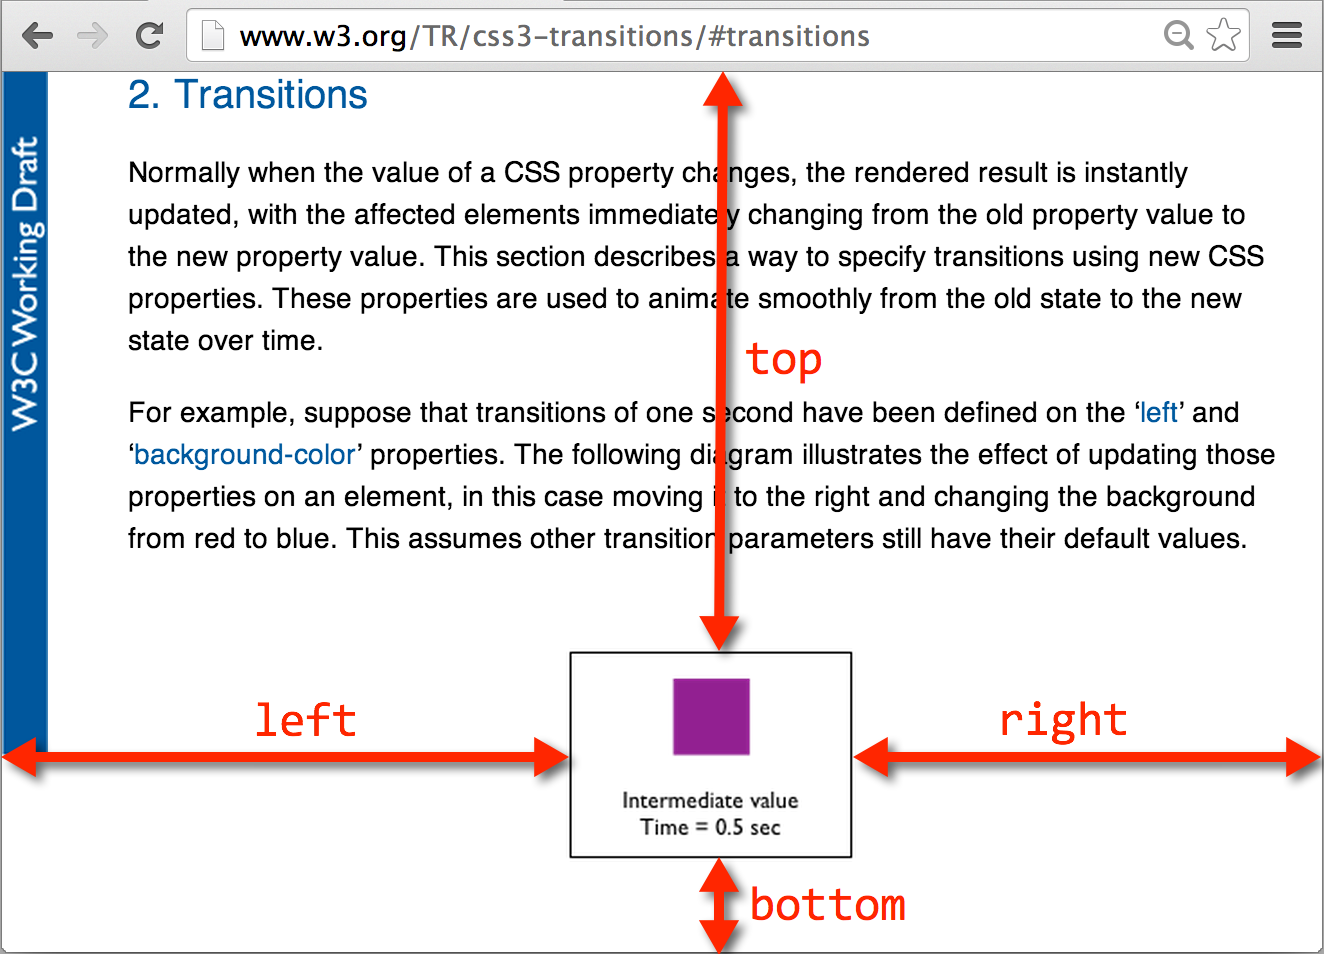 www.w3.org/TR/css3-transitions/#transitions
W3C Working Draft
2. Transitions
Normally when the value of a CSS property changes, the rendered result is instantly
updated, with the affected elements immediately changing from the old property value to
the new property value. This section describes a way to specify transitions using new CSS
properties. These properties are used to animate smoothly from the old state to the new
state over time.
top
For example, suppose that transitions of one second have been defined on the ‘left’ and
‘background-color’ properties. The following diagram illustrates the effect of updating those
properties on an element, in this case moving it to the right and changing the background
from red to blue. This assumes other transition parameters still have their default values.
left
right
Intermediate value
Time = 0.5 sec
bottom